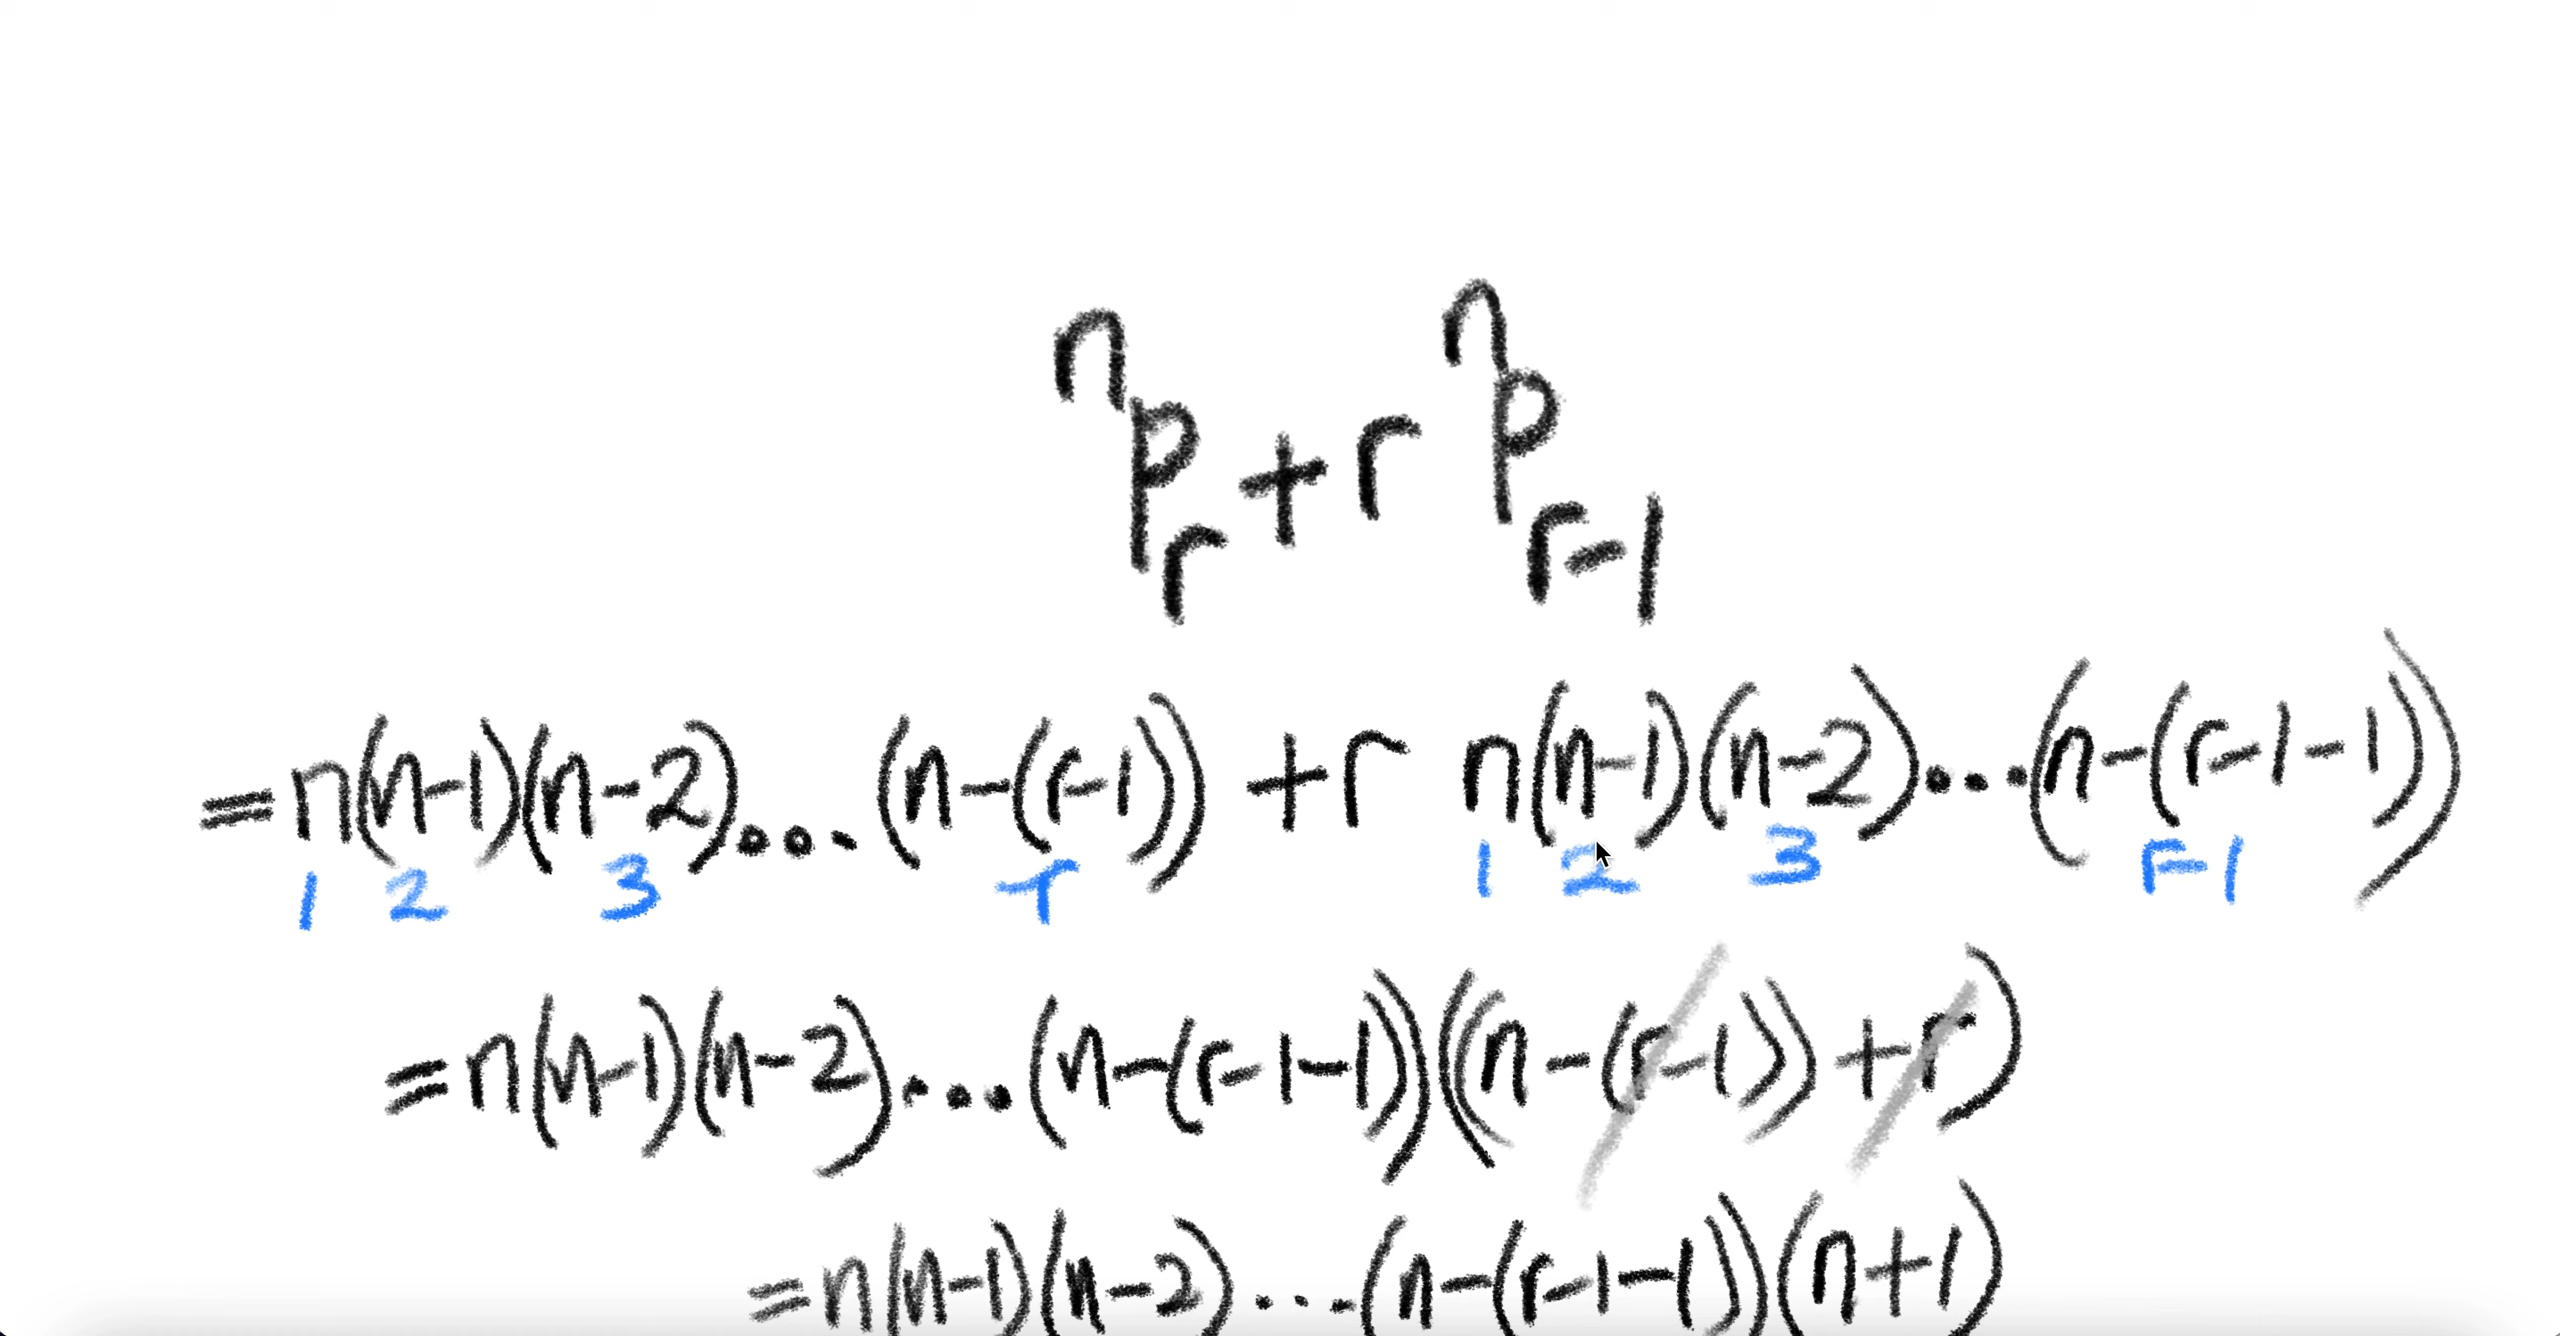 ⁿPᵣ + r ⁿPᵣ₋₁
= n(n-1)(n-2)...(n-(r-1)) + r n(n-1)(n-2)...(n-(r-1-1))
1 2 3 r 1 2 3 r-1
= n(n-1)(n-2)...(n-(r-1-1))((n-(r-1))+r)
= n(n-1)(n-2)...(n-(r-1-1))(n+1)